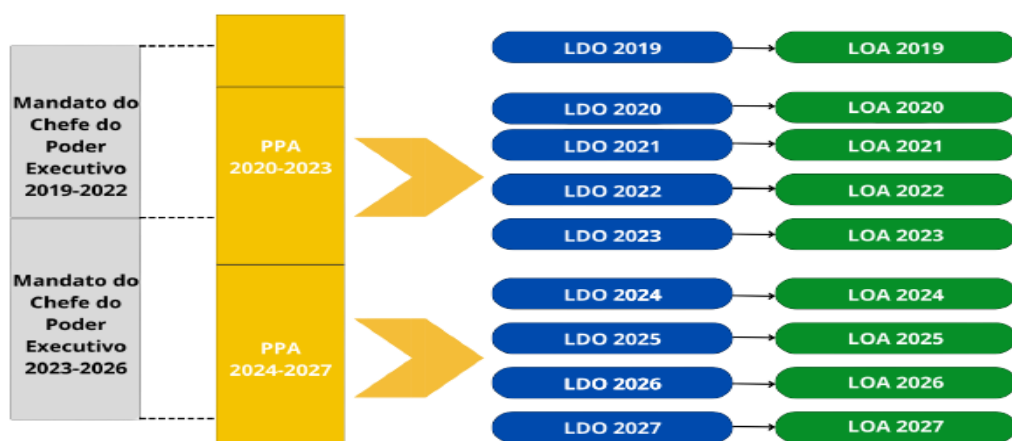 Mandato do
Chefe do
Poder
Executivo
2019-2022
Mandato do
Chefe do
Poder
Executivo
2023-2026
PPA
2020-2023
PPA
2024-2027
LDO 2019
LOA 2019
LDO 2020
LOA 2020
LDO 2021
LOA 2021
LDO 2022
LOA 2022
LDO 2023
LOA 2023
LDO 2024
LOA 2024
LDO 2025
LOA 2025
LDO 2026
LOA 2026
LDO 2027
LOA 2027